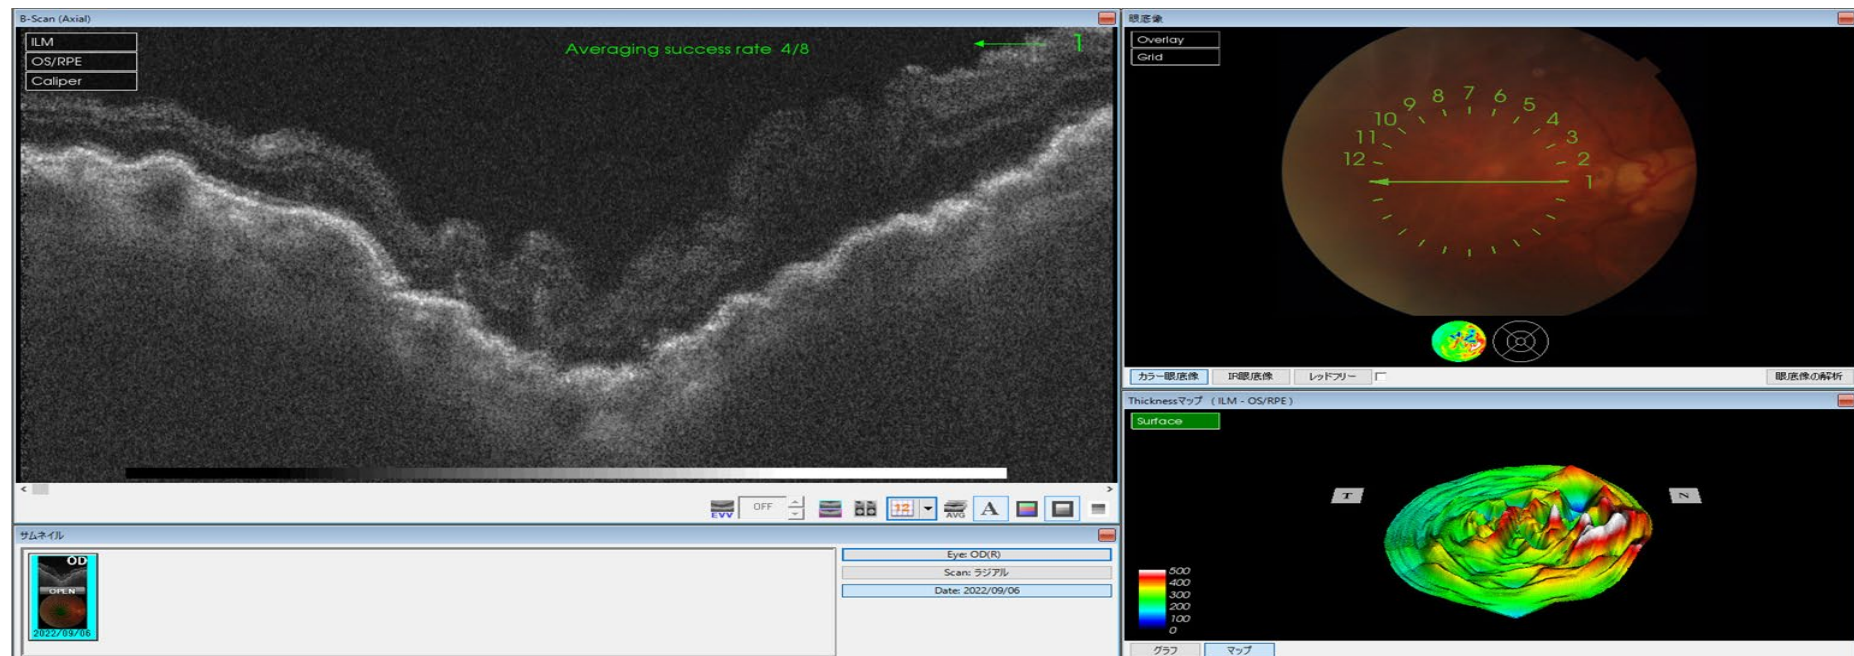 B-Scan (Axial)
ILM
OS/RPE
Caliper
Averaging success rate 4/8
1
EVV
OFF
12
AVG
A
サムネイル
OD
OPEN
2022/09/06
Eye: OD(R)
Scan: ラジアル
Date: 2022/09/06
眼底像
Overlay
Grid
7
8
6
9
5
10
4
11
3
12
2
1
カラー眼底像
IR眼底像
レッドフリー
眼底像の解析
Thicknessマップ ( ILM - OS/RPE )
Surface
T
N
500
400
300
200
100
0
グラフ
マップ